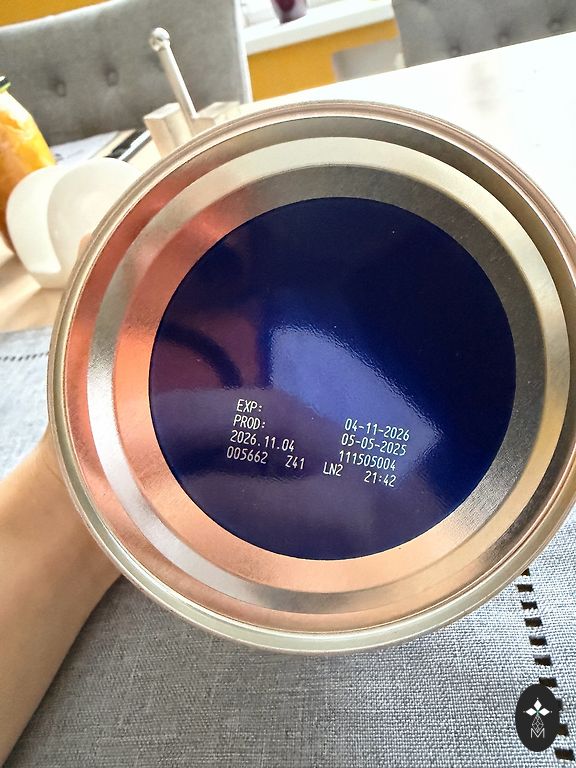 EXP: 04-11-2026
PROD: 05-05-2025
2026.11.04 111505004
005662 Z41 LN2 21:42
M